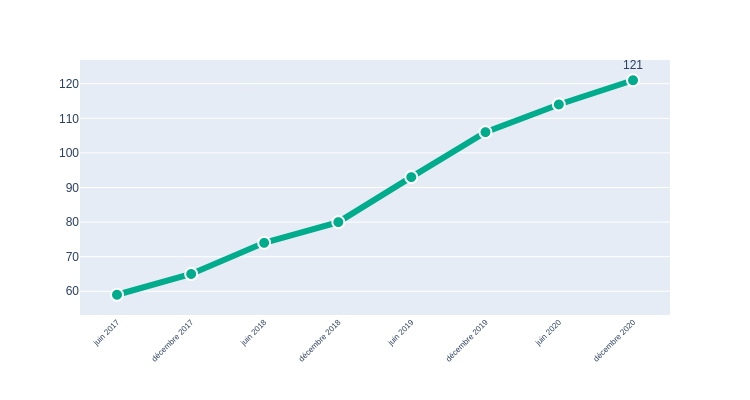 121
120
110
100
90
80
70
60
juin 2017
décembre 2017
juin 2018
décembre 2018
juin 2019
décembre 2019
juin 2020
décembre 2020